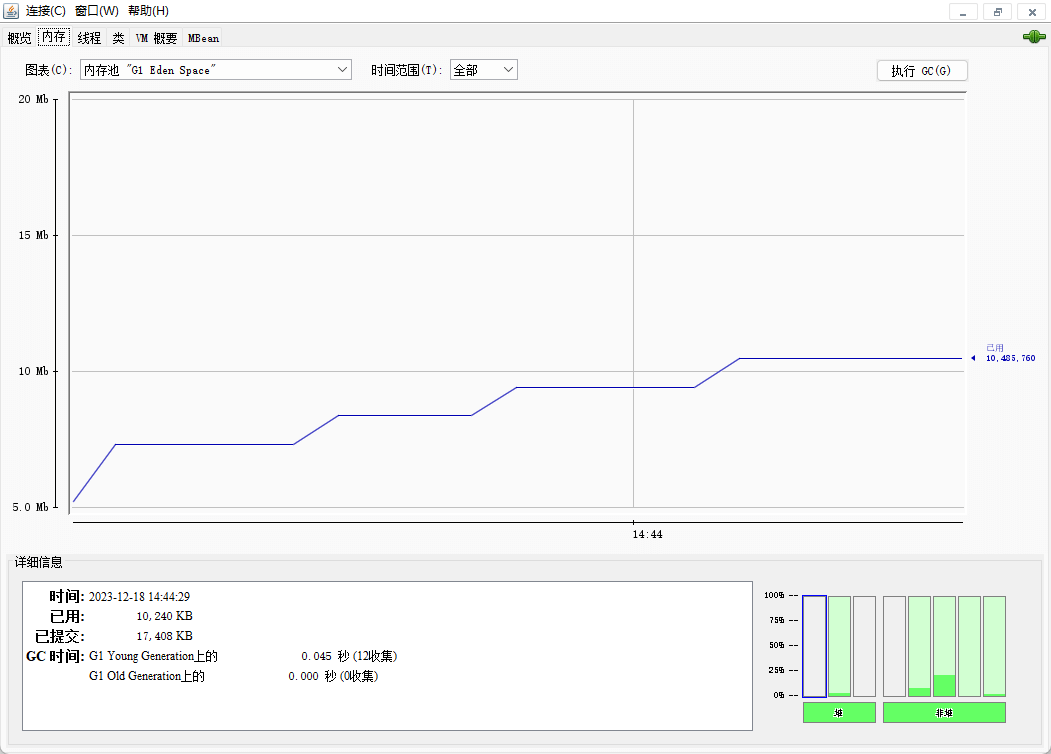 连接(C) 窗口(W) 帮助(H)
概览 内存 线程 类 VM 概要 MBean
图表(C): 内存池 "G1 Eden Space" 时间范围(T): 全部 执行 GC(G)
20 Mb
15 Mb
10 Mb
5.0 Mb
已用
10,485,760
14:44
详细信息
时间: 2023-12-18 14:44:29
已用: 10,240 KB
已提交: 17,408 KB
GC 时间: G1 Young Generation上的 0.045 秒 (12收集)
G1 Old Generation上的 0.000 秒 (0收集)
100% --
75% --
50% --
25% --
0% --
堆 非堆